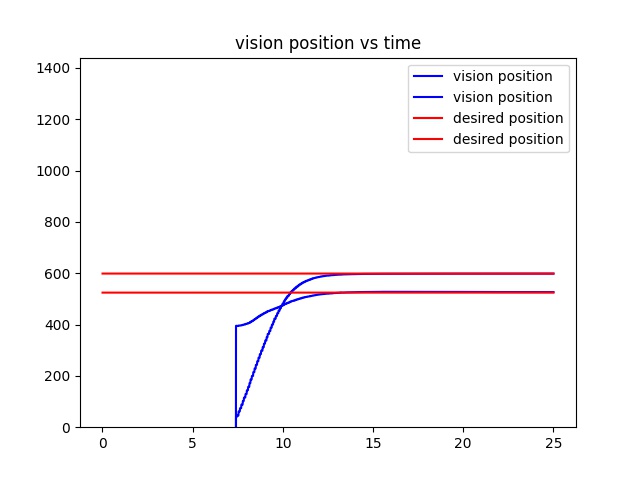 vision position vs time
1400
1200
1000
800
600
400
200
0
vision position
vision position
desired position
desired position
0 5 10 15 20 25